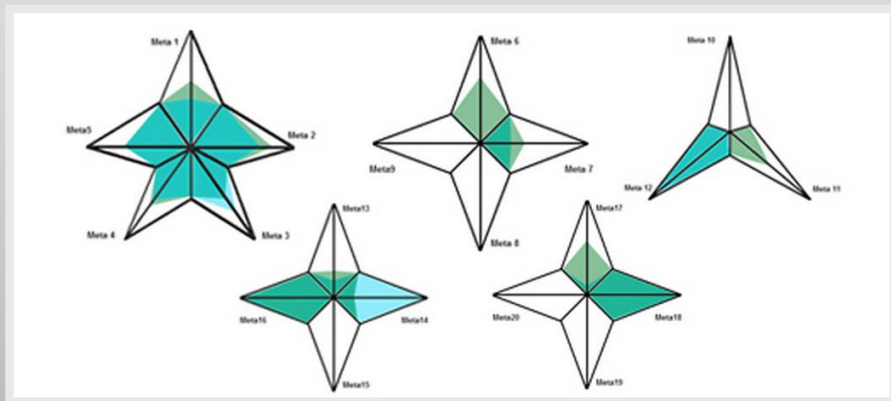 Meta 1
Meta 2
Meta 3
Meta 4
Meta5
Meta 6
Meta 7
Meta 8
Meta9
Meta 10
Meta 11
Meta 12
Meta13
Meta14
Meta15
Meta16
Meta17
Meta18
Meta19
Meta20